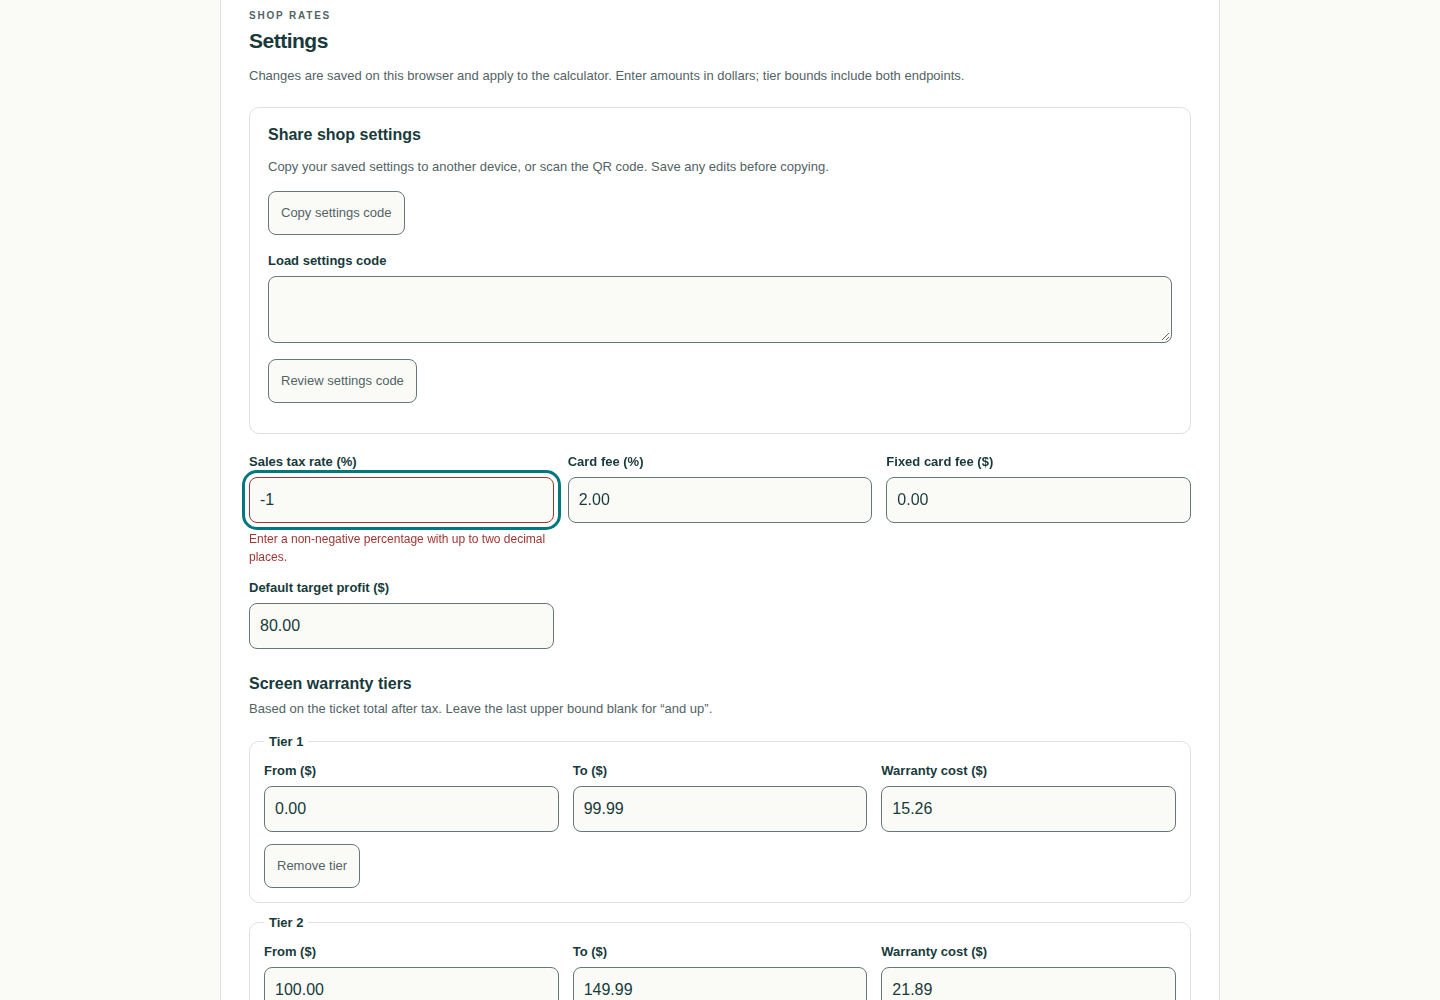 SHOP RATES
Settings
Changes are saved on this browser and apply to the calculator. Enter amounts in dollars; tier bounds include both endpoints.
Share shop settings
Copy your saved settings to another device, or scan the QR code. Save any edits before copying.
Copy settings code
Load settings code
Review settings code
Sales tax rate (%)
Card fee (%)
Fixed card fee ($)
-1
2.00
0.00
Enter a non-negative percentage with up to two decimal
places.
Default target profit ($)
80.00
Screen warranty tiers
Based on the ticket total after tax. Leave the last upper bound blank for “and up”.
Tier 1
From ($)
To ($)
Warranty cost ($)
0.00
99.99
15.26
Remove tier
Tier 2
From ($)
To ($)
Warranty cost ($)
100.00
149.99
21.89